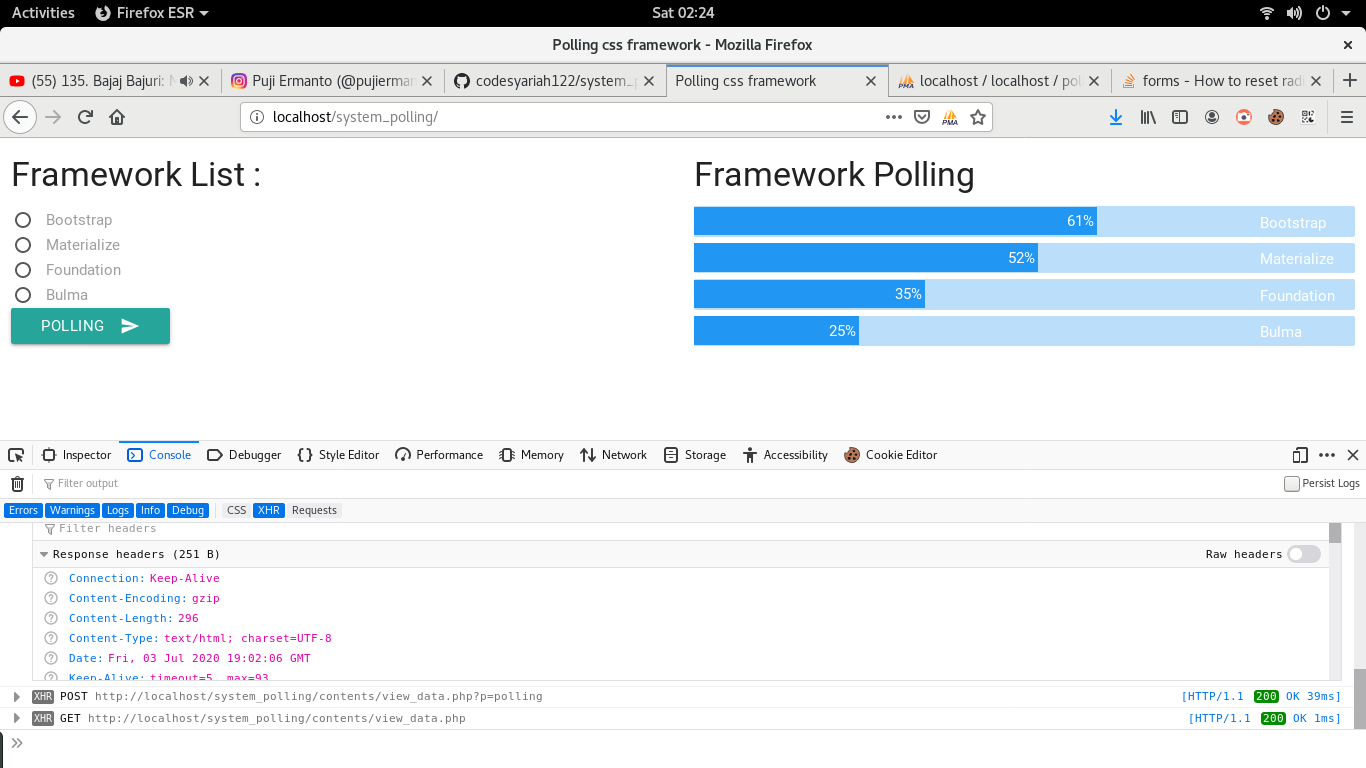 Activities Firefox ESR Sat 02:24
Polling css framework - Mozilla Firefox
(55) 135. Bajaj Bajuri: Puji Ermanto (@pujierman codesyariah122/system_p Polling css framework localhost / localhost / pol forms - How to reset radi
localhost/system_polling/
Framework List :
Bootstrap
Materialize
Foundation
Bulma
POLLING
Framework Polling
61% Bootstrap
52% Materialize
35% Foundation
25% Bulma
Inspector Console Debugger Style Editor Performance Memory Network Storage Accessibility Cookie Editor
Filter output Persist Logs
Errors Warnings Logs Info Debug CSS XHR Requests
Filter headers
Response headers (251 B) Raw headers
Connection: Keep-Alive
Content-Encoding: gzip
Content-Length: 296
Content-Type: text/html; charset=UTF-8
Date: Fri, 03 Jul 2020 19:02:06 GMT
Keep-Alive: timeout=5, max=93
XHR POST http://localhost/system_polling/contents/view_data.php?p=polling [HTTP/1.1 200 OK 39ms]
XHR GET http://localhost/system_polling/contents/view_data.php [HTTP/1.1 200 OK 1ms]